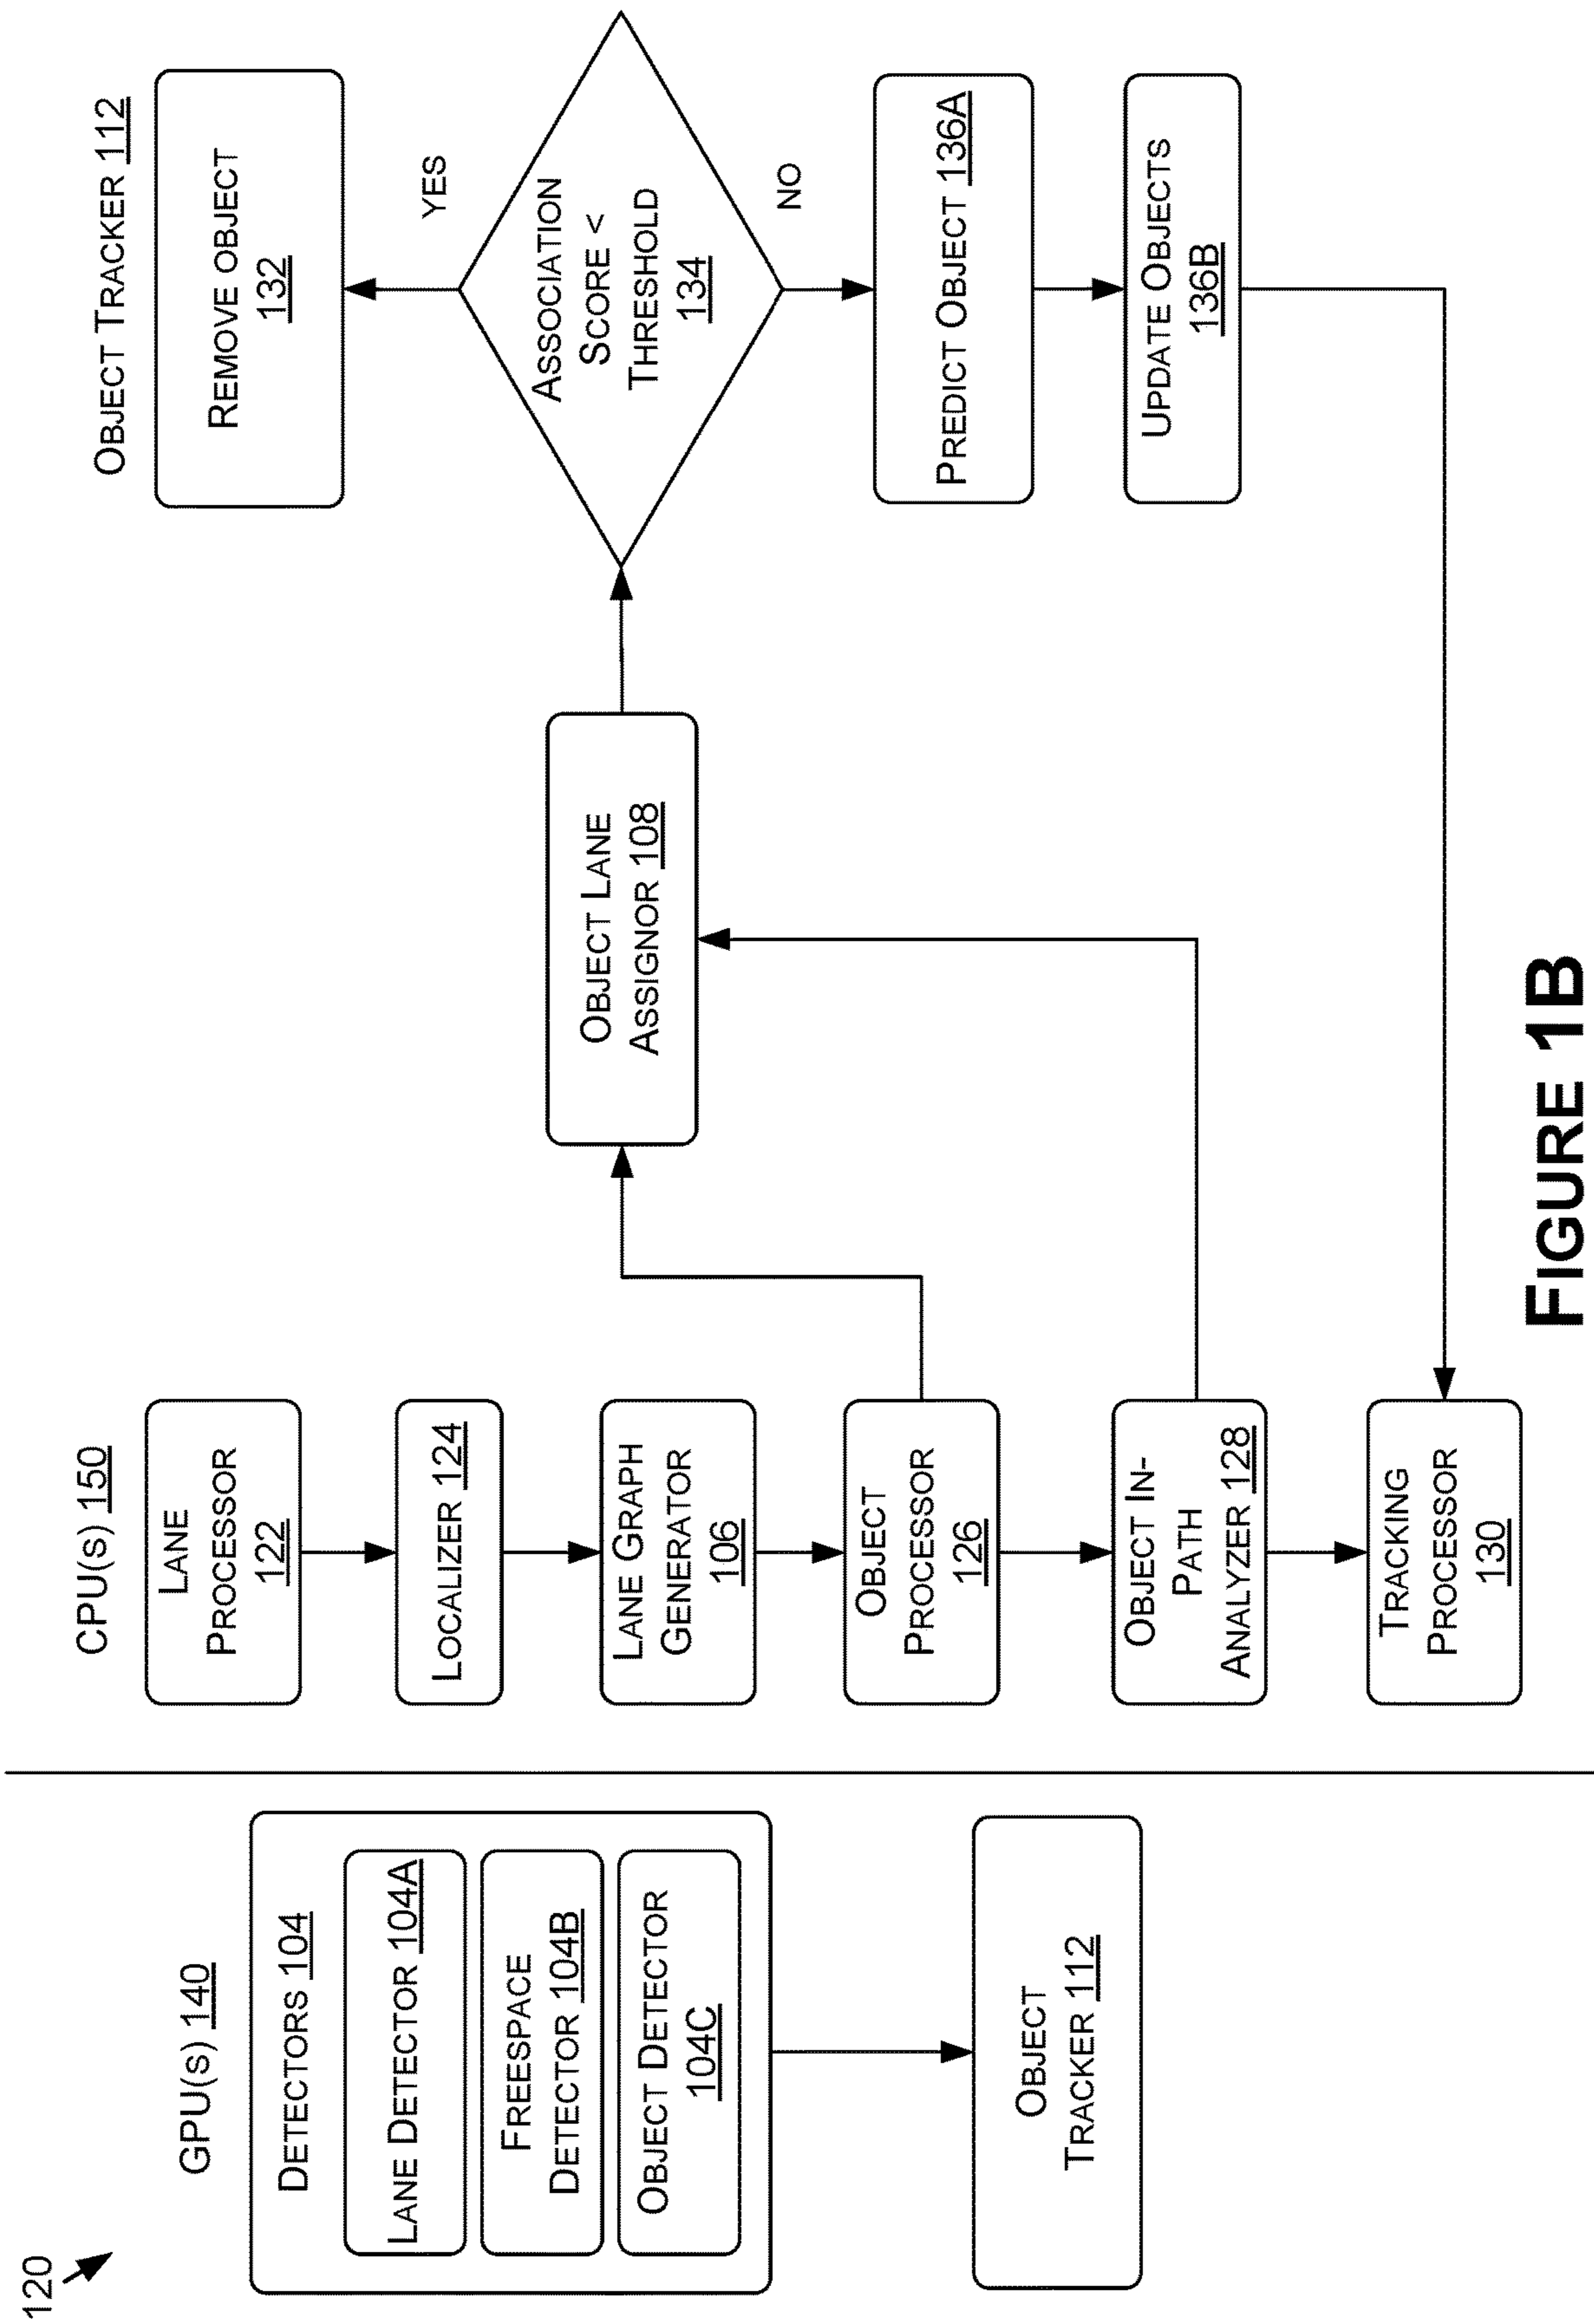 120
GPU(s) 140
DETECTORS 104
LANE DETECTOR 104A
FREESPACE
DETECTOR 104B
OBJECT DETECTOR
104C
OBJECT
TRACKER 112
CPU(s) 150
LANE
PROCESSOR
122
LOCALIZER 124
LANE GRAPH
GENERATOR
106
OBJECT
PROCESSOR
126
OBJECT IN-
PATH
ANALYZER 128
TRACKING
PROCESSOR
130
OBJECT LANE
ASSIGNOR 108
OBJECT TRACKER 112
REMOVE OBJECT
132
YES
ASSOCIATION
SCORE <
THRESHOLD
134
NO
PREDICT OBJECT 136A
UPDATE OBJECTS
136B
FIGURE 1B